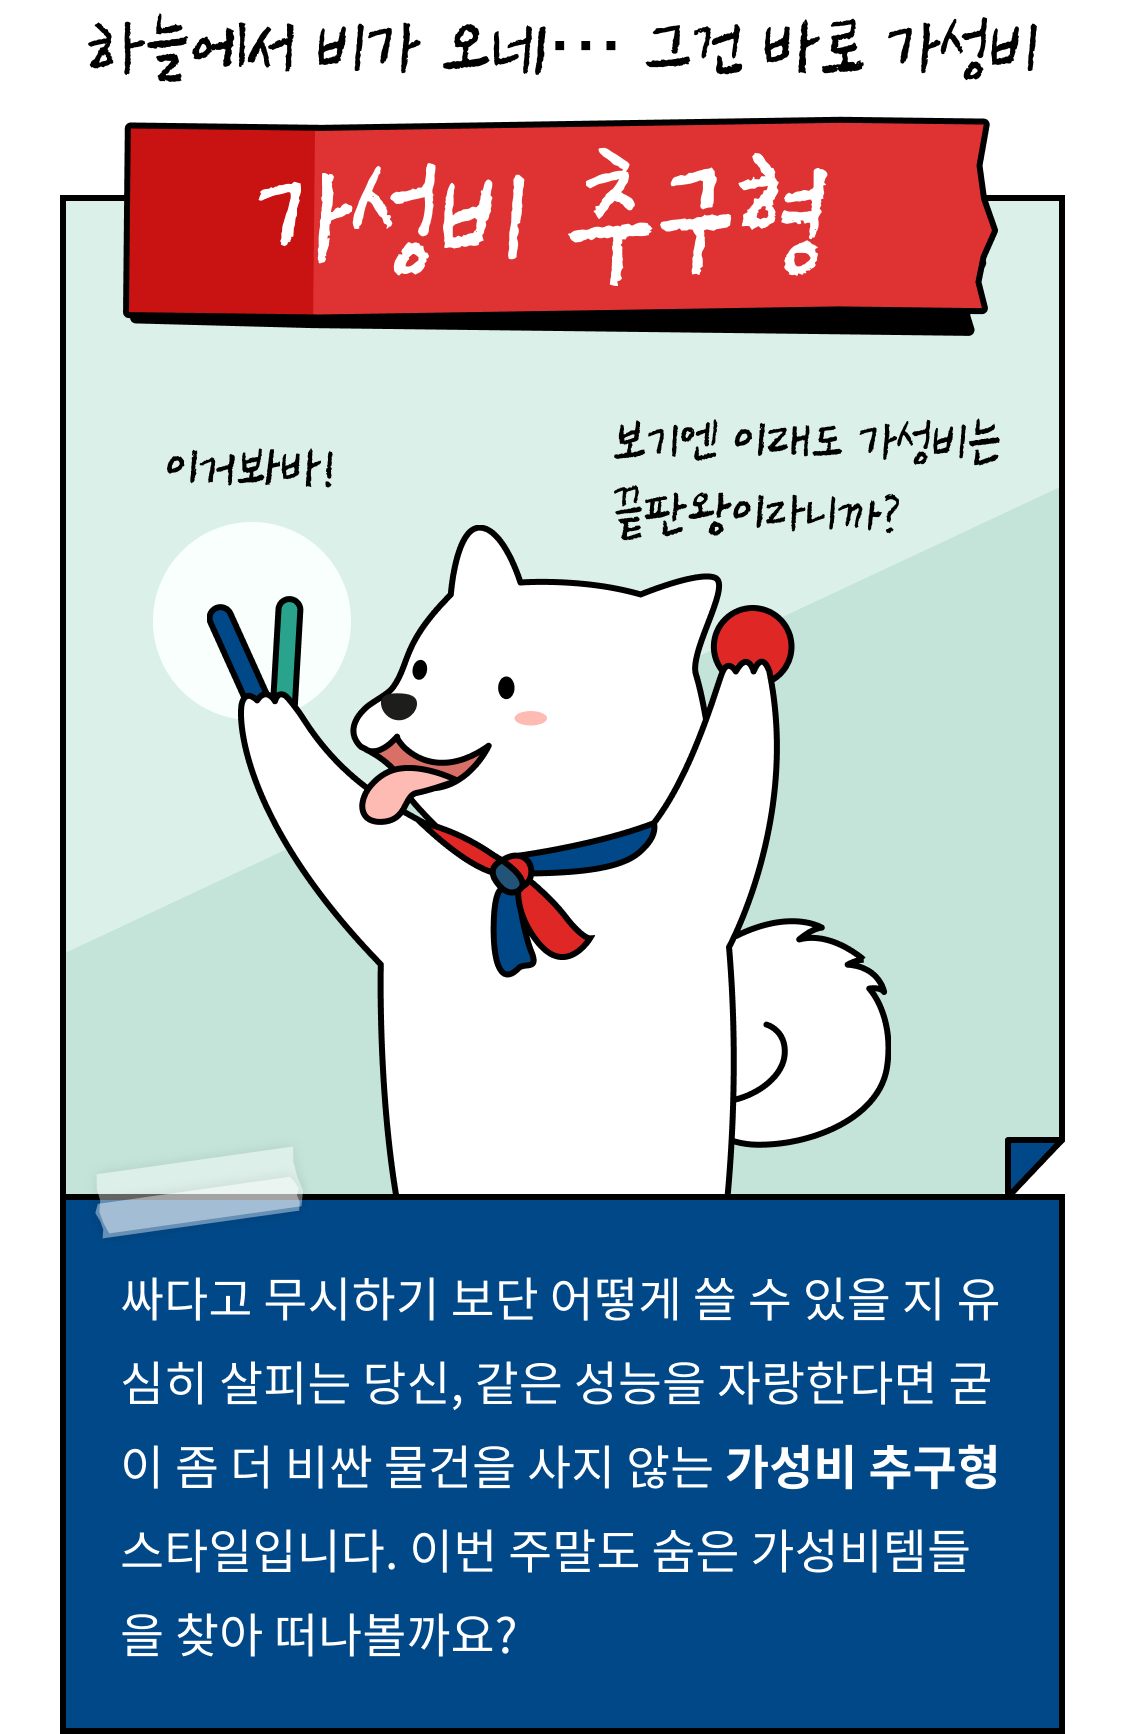 하늘에서 비가 오네... 그건 바로 가성비
가성비 추구형
이거봐바!
보기엔 이래도 가성비는
끝판왕이라니까?
싸다고 무시하기 보단 어떻게 쓸 수 있을 지 유
심히 살피는 당신, 같은 성능을 자랑한다면 굳
이 좀 더 비싼 물건을 사지 않는 가성비 추구형
스타일입니다. 이번 주말도 숨은 가성비템들
을 찾아 떠나볼까요?